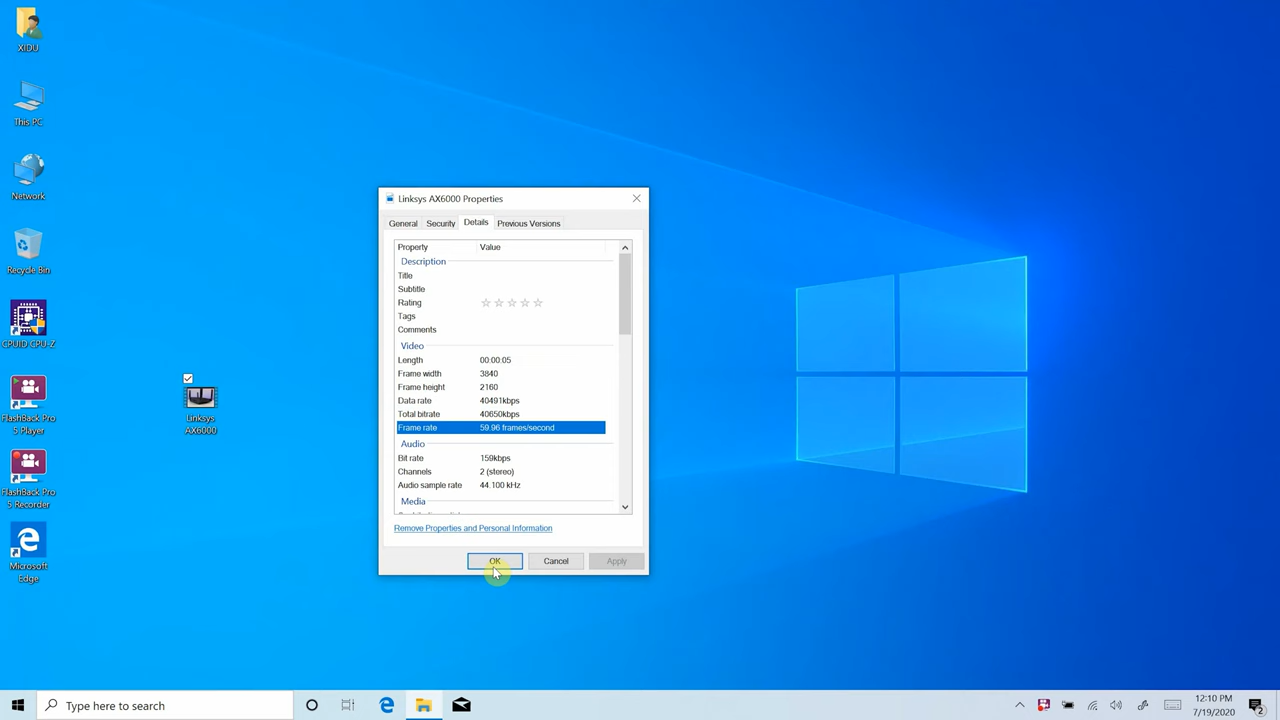 XIDU
This PC
Network
Recycle Bin
CPUID CPU-Z
FlashBack Pro
5 Player
FlashBack Pro
5 Recorder
Microsoft
Edge
Linksys
AX6000
Linksys AX6000 Properties
General Security Details Previous Versions
Property Value
Description
Title
Subtitle
Rating
Tags
Comments
Video
Length 00:00:05
Frame width 3840
Frame height 2160
Data rate 40491kbps
Total bitrate 40650kbps
Frame rate 59.96 frames/second
Audio
Bit rate 159kbps
Channels 2 (stereo)
Audio sample rate 44.100 kHz
Media
Remove Properties and Personal Information
OK Cancel Apply
Type here to search
12:10 PM
7/19/2020
2